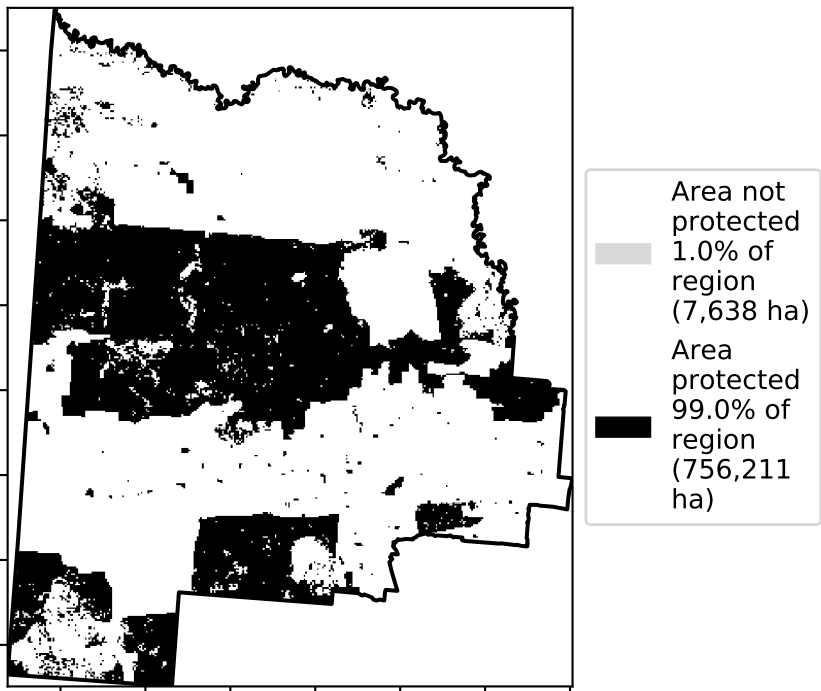 Area not
protected
1.0% of
region
(7,638 ha)
Area
protected
99.0% of
region
(756,211
ha)